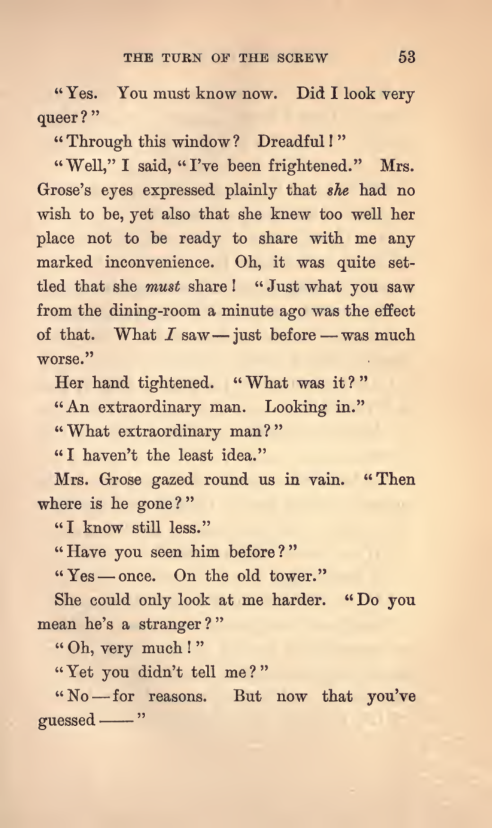 THE TURN OF THE SCREW 53
“Yes. You must know now. Did I look very
queer?”
“Through this window? Dreadful!”
“Well,” I said, “I’ve been frightened.” Mrs.
Grose’s eyes expressed plainly that she had no
wish to be, yet also that she knew too well her
place not to be ready to share with me any
marked inconvenience. Oh, it was quite set-
tled that she must share! “Just what you saw
from the dining-room a minute ago was the effect
of that. What I saw—just before—was much
worse.”
Her hand tightened. “What was it?”
“An extraordinary man. Looking in.”
“What extraordinary man?”
“I haven’t the least idea.”
Mrs. Grose gazed round us in vain. “Then
where is he gone?”
“I know still less.”
“Have you seen him before?”
“Yes—once. On the old tower.”
She could only look at me harder. “Do you
mean he’s a stranger?”
“Oh, very much!”
“Yet you didn’t tell me?”
“No—for reasons. But now that you’ve
guessed——”